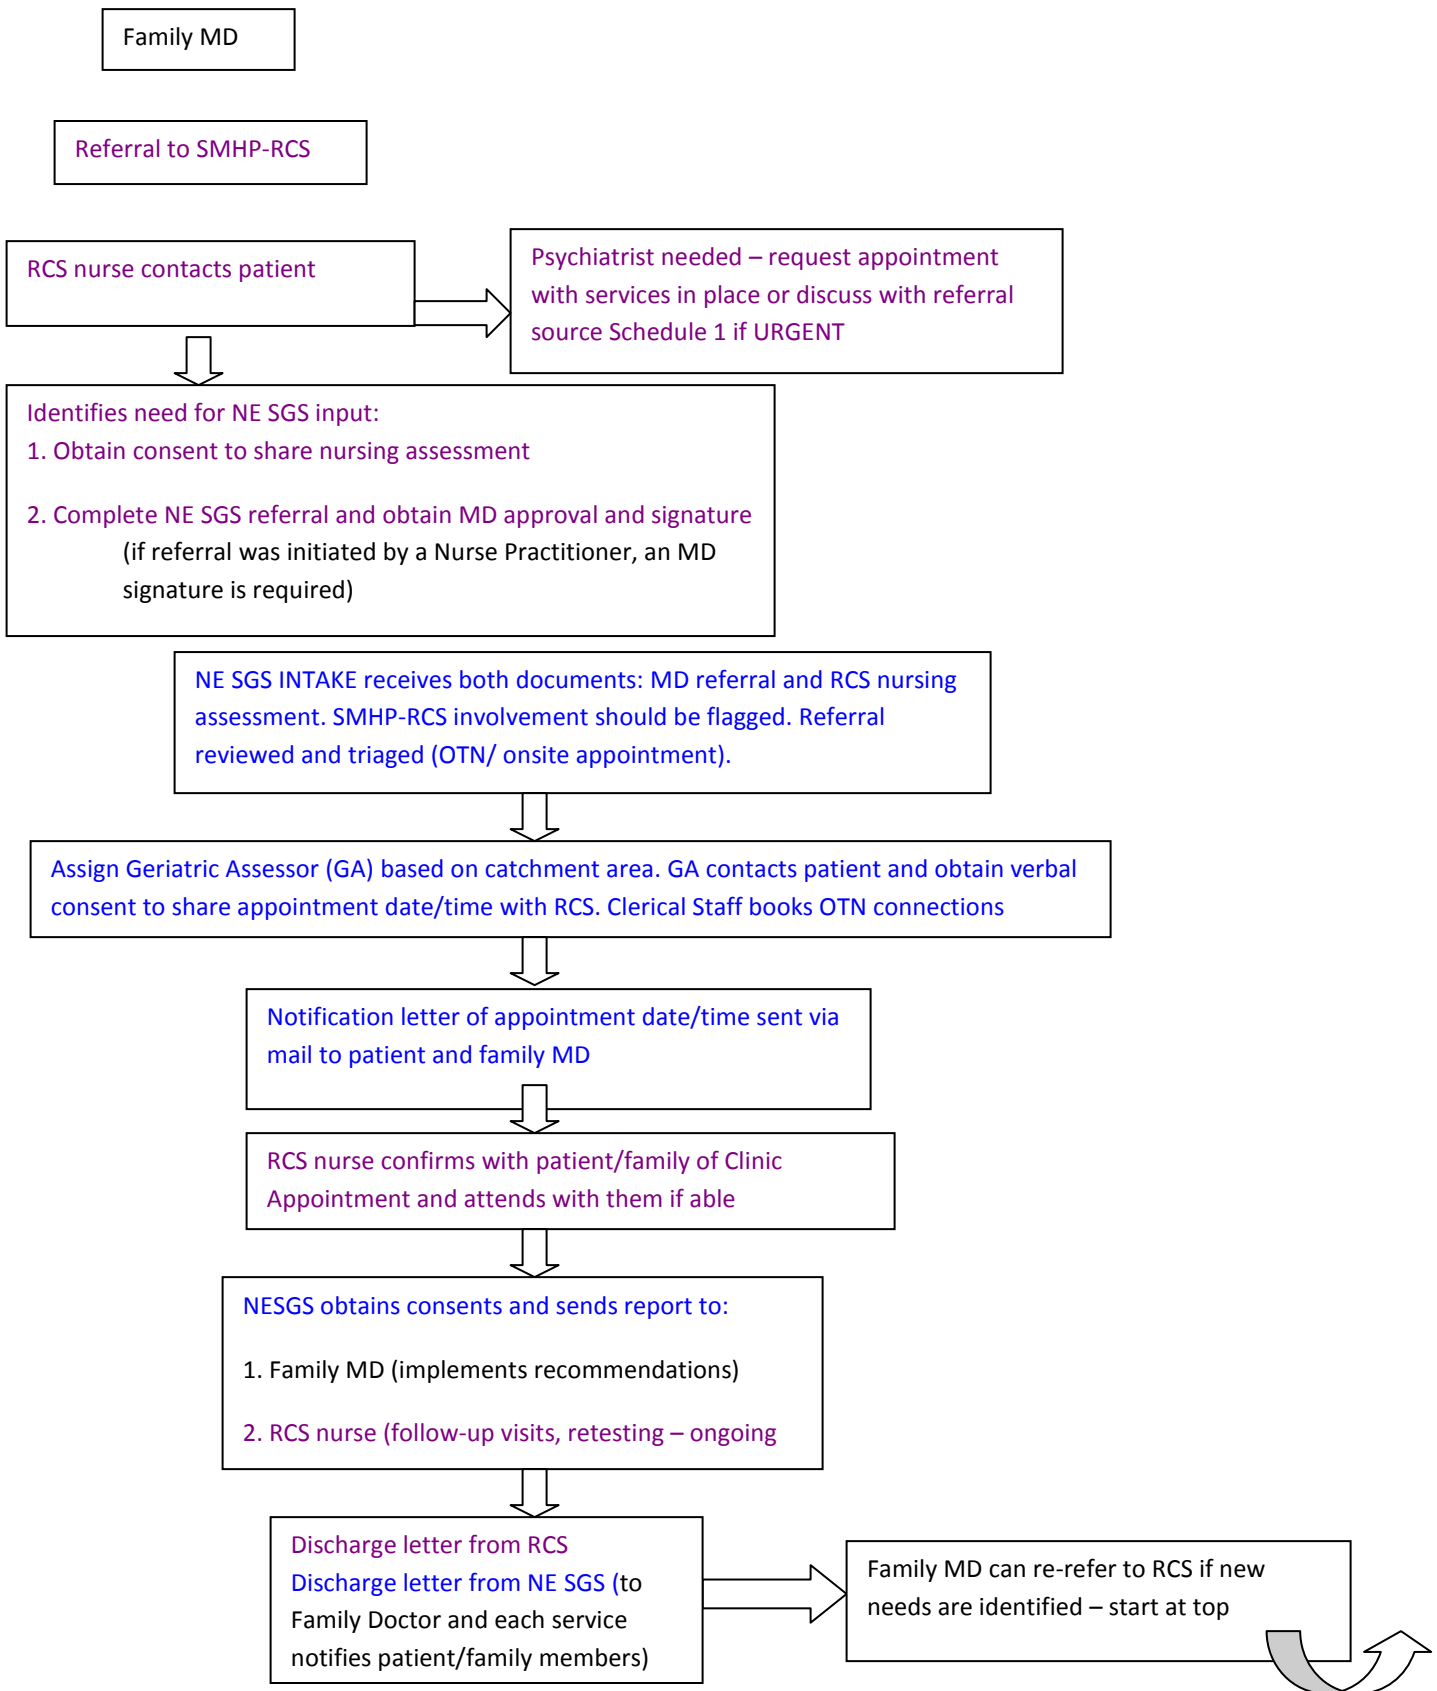 Family MD
Referral to SMHP-RCS
RCS nurse contacts patient
Psychiatrist needed – request appointment
with services in place or discuss with referral
source Schedule 1 if URGENT
Identifies need for NE SGS input:
1. Obtain consent to share nursing assessment
2. Complete NE SGS referral and obtain MD approval and signature
(if referral was initiated by a Nurse Practitioner, an MD
signature is required)
NE SGS INTAKE receives both documents: MD referral and RCS nursing
assessment. SMHP-RCS involvement should be flagged. Referral
reviewed and triaged (OTN/ onsite appointment).
Assign Geriatric Assessor (GA) based on catchment area. GA contacts patient and obtain verbal
consent to share appointment date/time with RCS. Clerical Staff books OTN connections
Notification letter of appointment date/time sent via
mail to patient and family MD
RCS nurse confirms with patient/family of Clinic
Appointment and attends with them if able
NESGS obtains consents and sends report to:
1. Family MD (implements recommendations)
2. RCS nurse (follow-up visits, retesting – ongoing
Discharge letter from RCS
Discharge letter from NE SGS (to
Family Doctor and each service
notifies patient/family members)
Family MD can re-refer to RCS if new
needs are identified – start at top